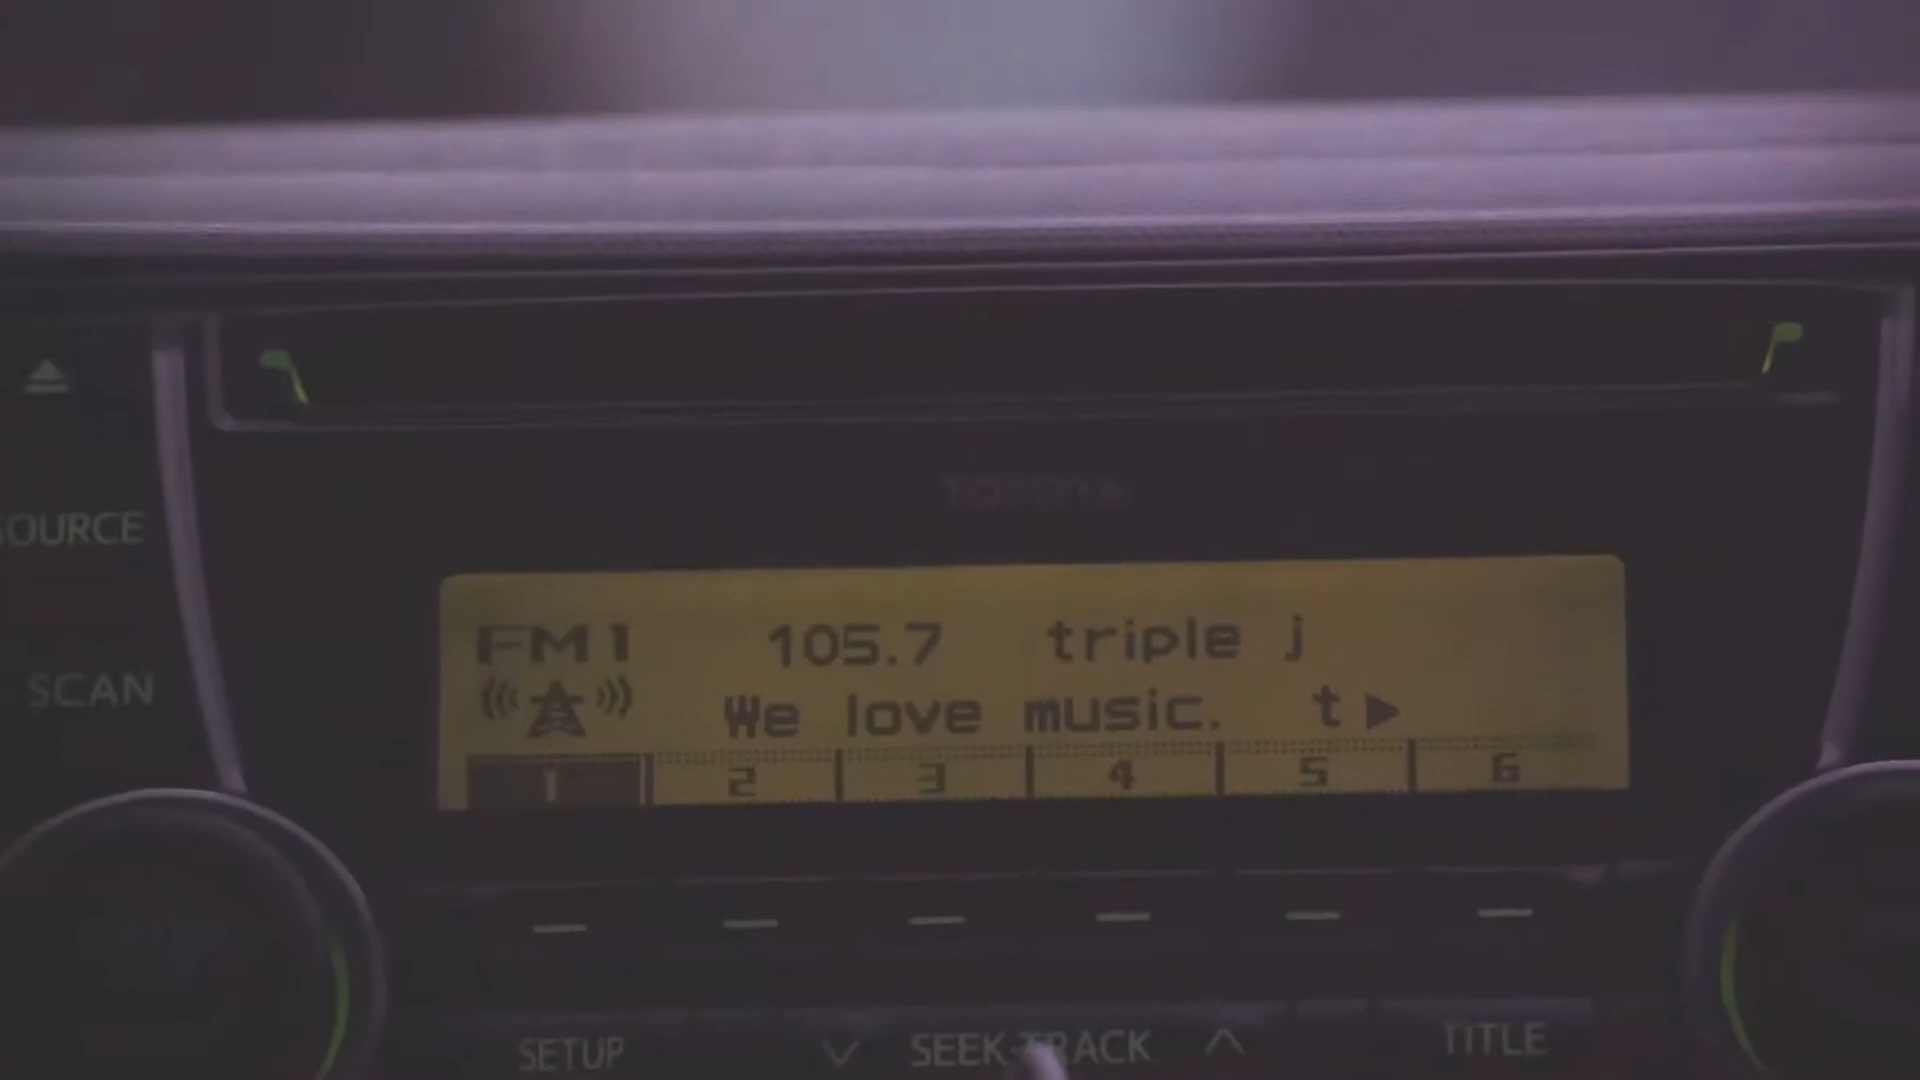 SOURCE
SCAN
TOYOTA
FM1 105.7 triple j
We love music. t
1 2 3 4 5 6
SETUP SEEK TRACK TITLE